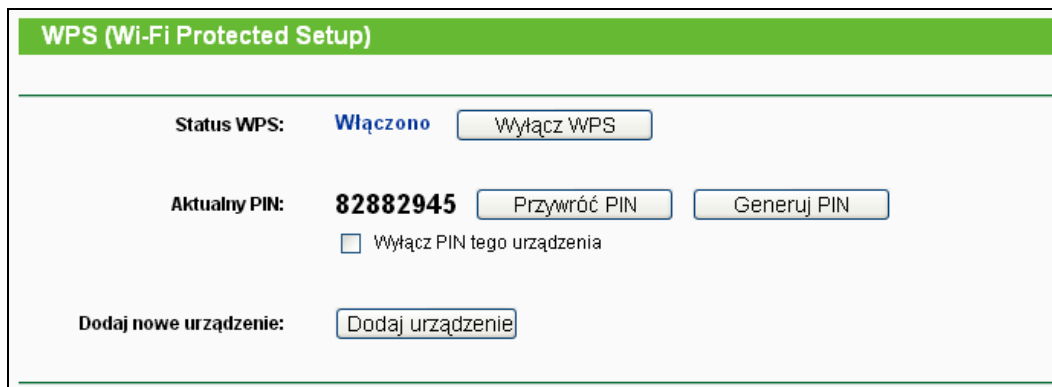 WPS (Wi-Fi Protected Setup)
Status WPS: Włączono Wyłącz WPS
Aktualny PIN: 82882945 Przywróć PIN Generuj PIN
Wyłącz PIN tego urządzenia
Dodaj nowe urządzenie: Dodaj urządzenie